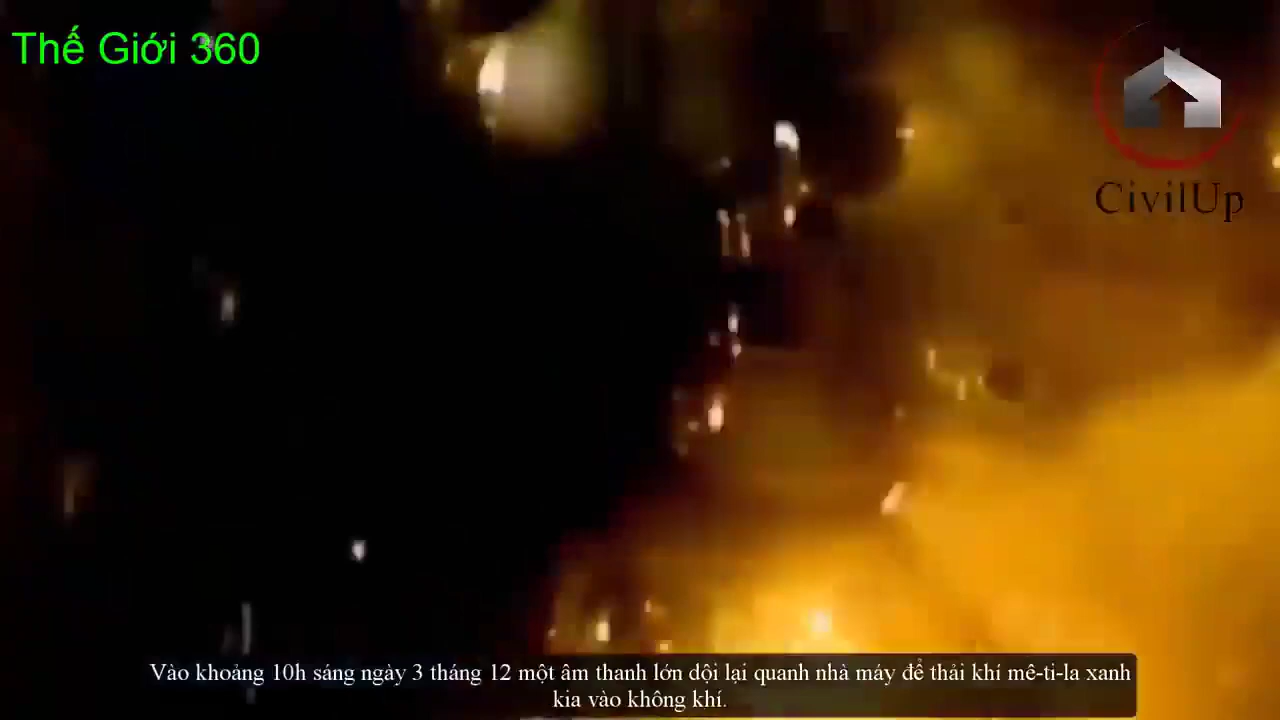 Thế Giới 360
CivilUp
Vào khoảng 10h sáng ngày 3 tháng 12 một âm thanh lớn dội lại quanh nhà máy để thải khí mê-ti-la xanh
kia vào không khí.